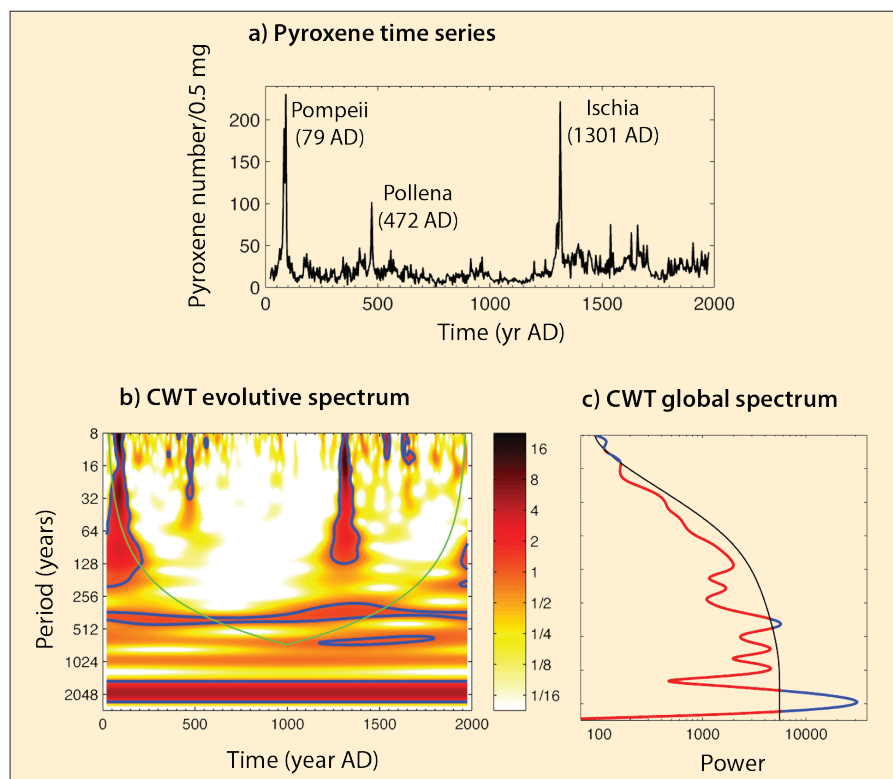 a) Pyroxene time series
Pyroxene number/0.5 mg
200
150
100
50
0
Pompeii
(79 AD)
Pollena
(472 AD)
Ischia
(1301 AD)
0 500 1000 1500 2000
Time (yr AD)
b) CWT evolutive spectrum
Period (years)
8
16
32
64
128
256
512
1024
2048
0 500 1000 1500 2000
Time (year AD)
16
8
4
2
1
1/2
1/4
1/8
1/16
c) CWT global spectrum
100 1000 10000
Power